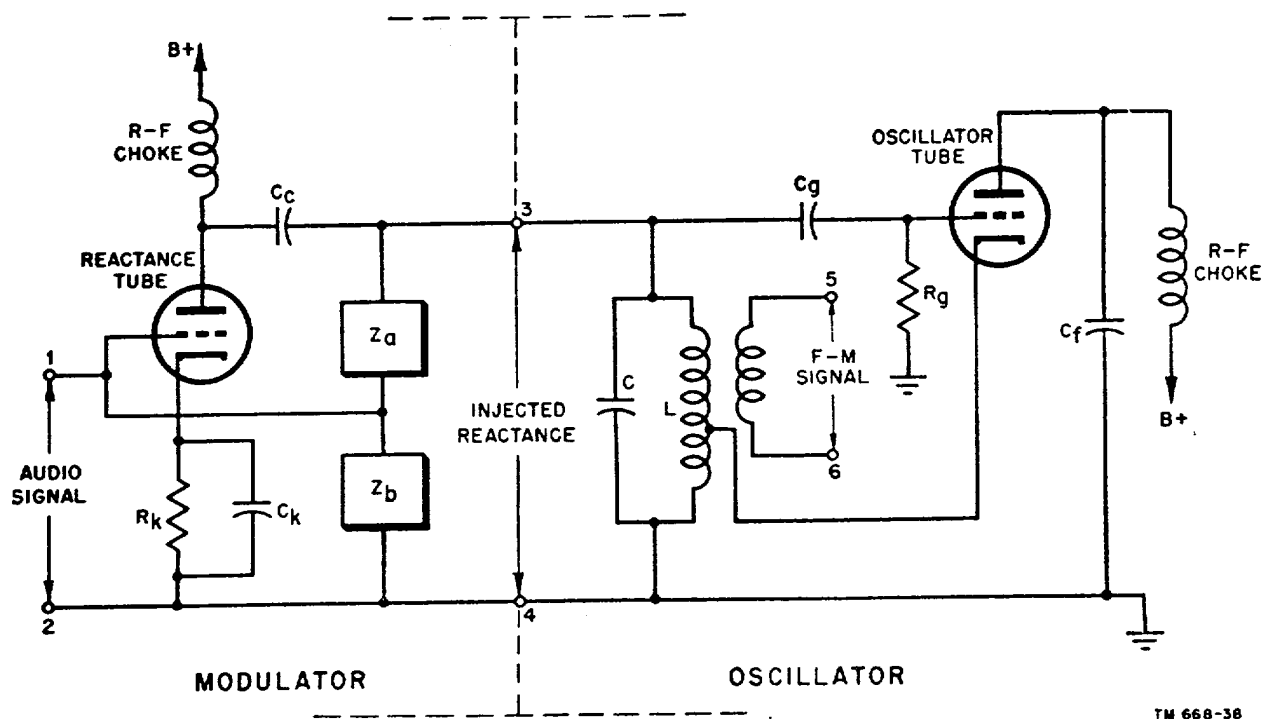 B+
R-F
CHOKE
Cc
REACTANCE
TUBE
1
AUDIO
SIGNAL
2
Rk
Ck
Za
Zb
3
INJECTED
REACTANCE
4
C
L
5
F-M
SIGNAL
6
Cg
Rg
OSCILLATOR
TUBE
Cf
R-F
CHOKE
B+
MODULATOR
OSCILLATOR
TM 668-38